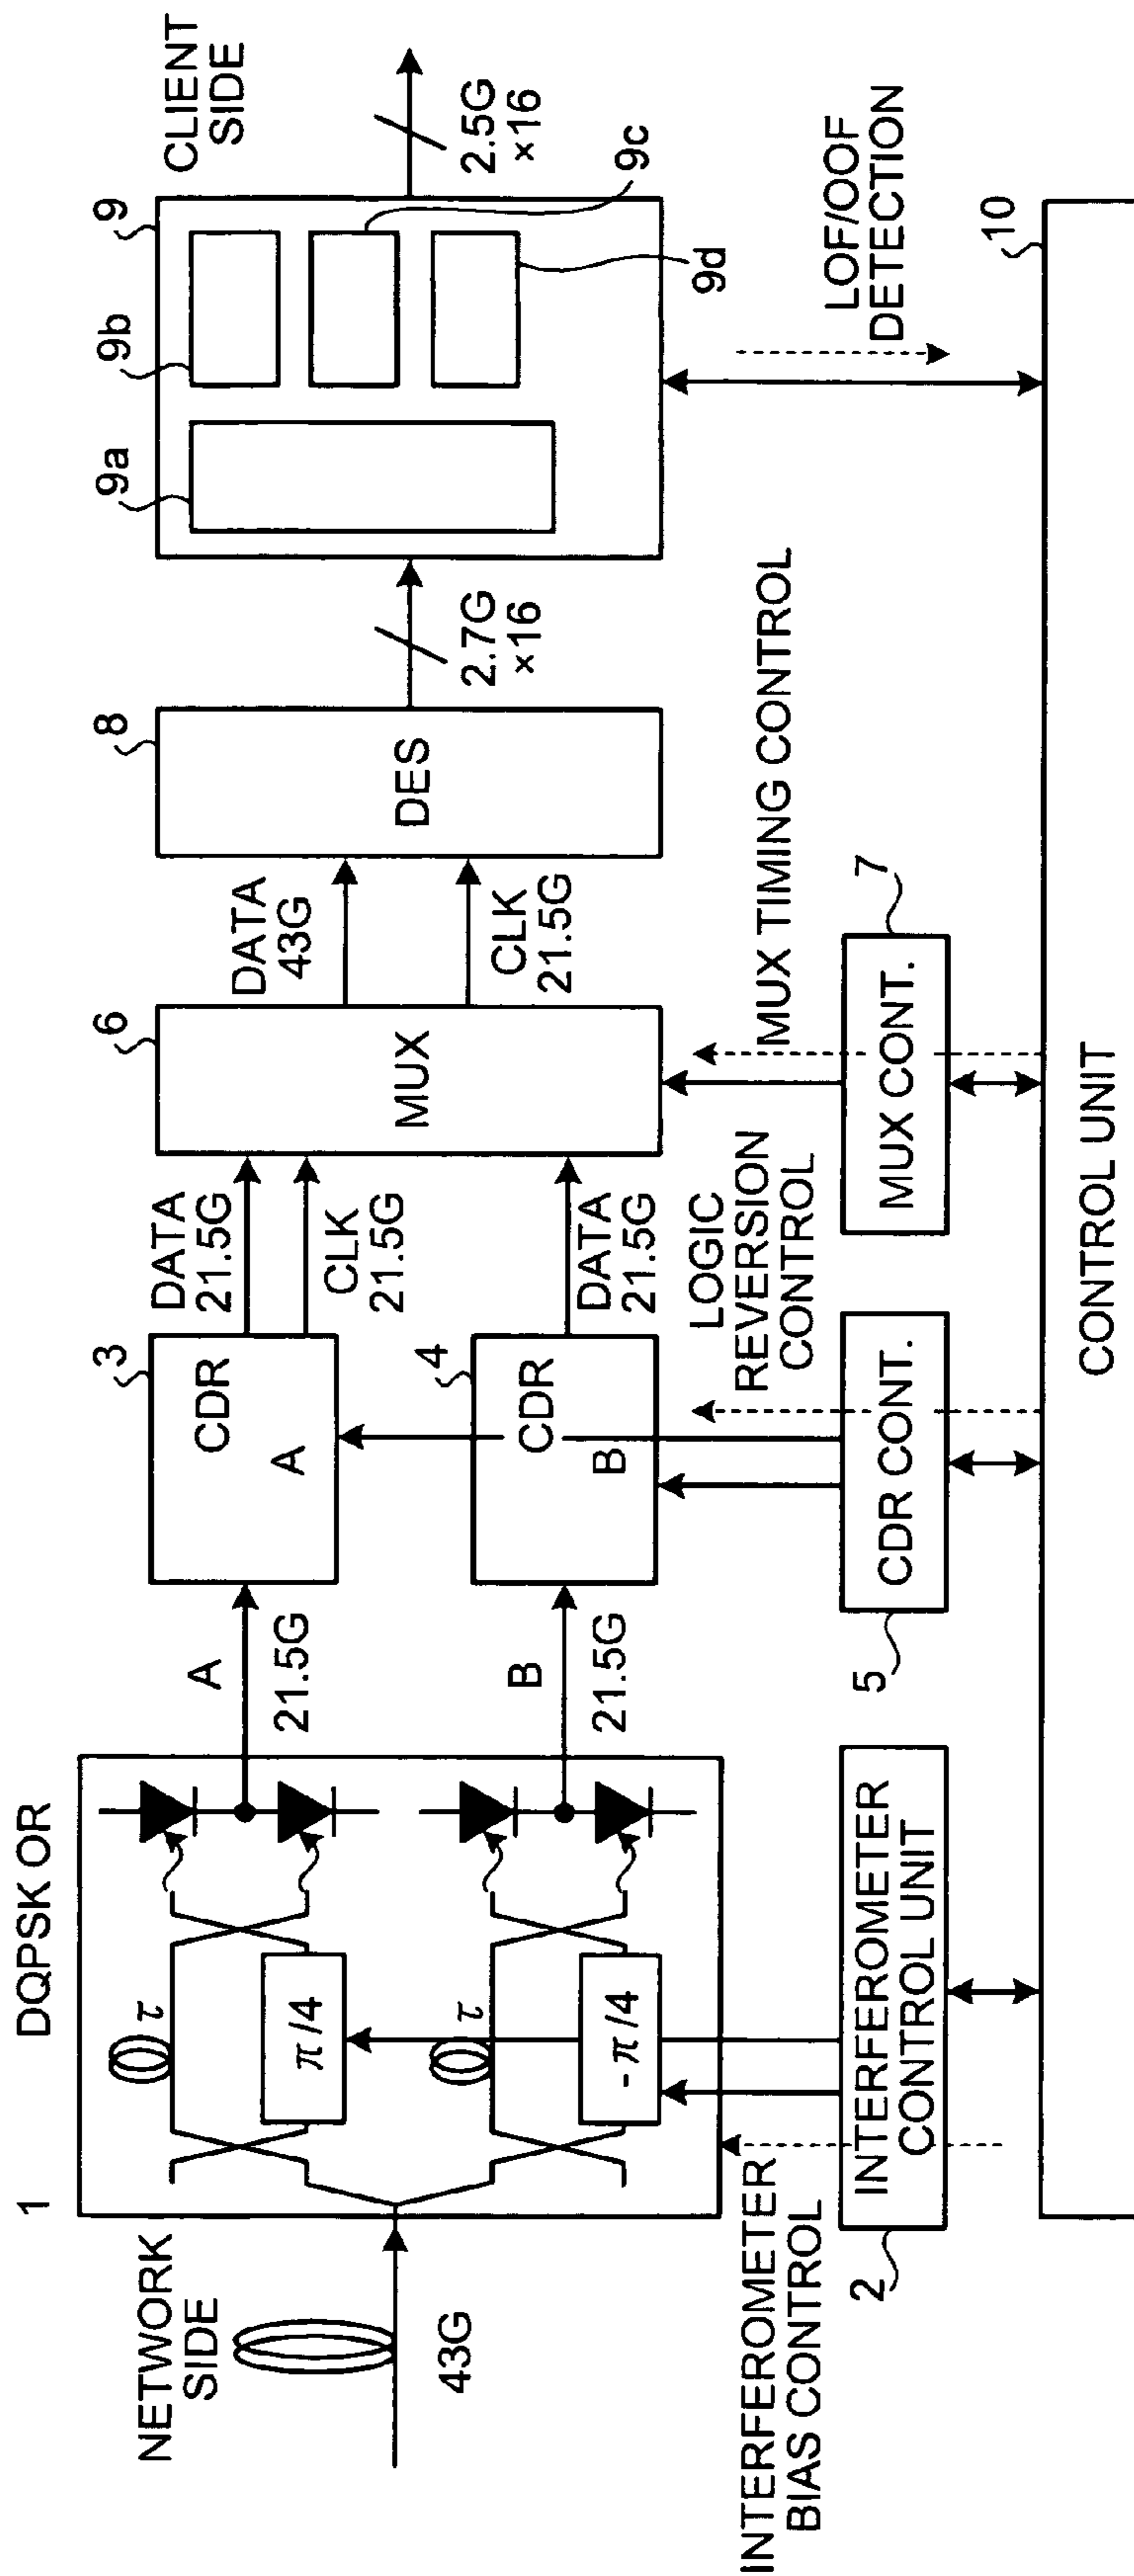 1 DQPSK OR
NETWORK
SIDE
43G
τ
π/4
τ
-π/4
A
21.5G
B
21.5G
3
CDR
A
4
CDR
B
DATA
21.5G
CLK
21.5G
DATA
21.5G
6
MUX
DATA
43G
CLK
21.5G
8
DES
2.7G
×16
9
9a
9b
9c
9d
CLIENT
SIDE
2.5G
×16
INTERFEROMETER
BIAS CONTROL
2
INTERFEROMETER
CONTROL UNIT
5
CDR CONT.
LOGIC
REVERSION
CONTROL
7
MUX CONT.
MUX TIMING CONTROL
LOF/OOF
DETECTION
10
CONTROL UNIT